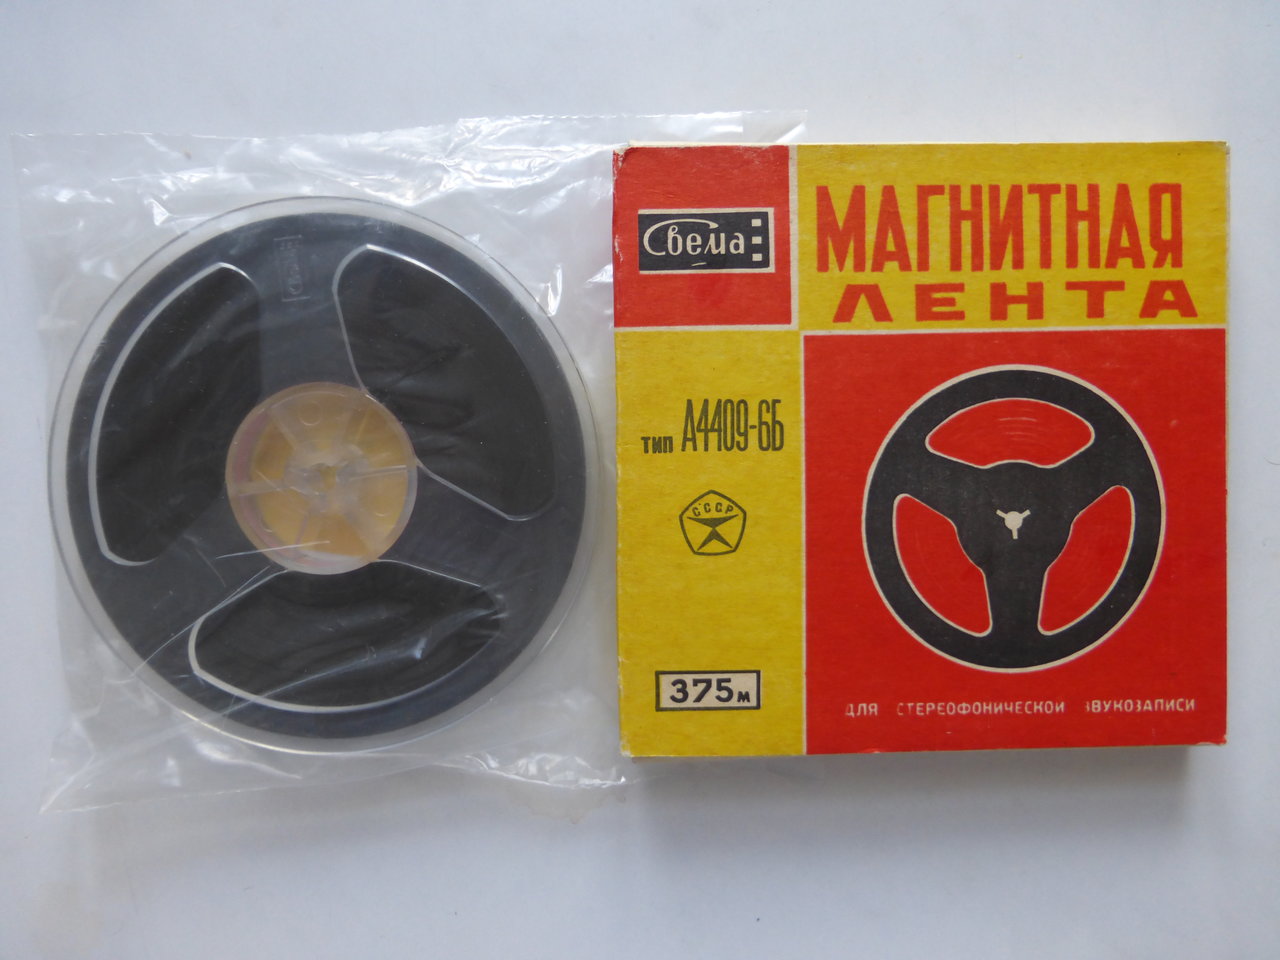 Свема
МАГНИТНАЯ
ЛЕНТА
тип А4409-6Б
СССР
375м
ДЛЯ СТЕРЕОФОНИЧЕСКОЙ ЗВУКОЗАПИСИ